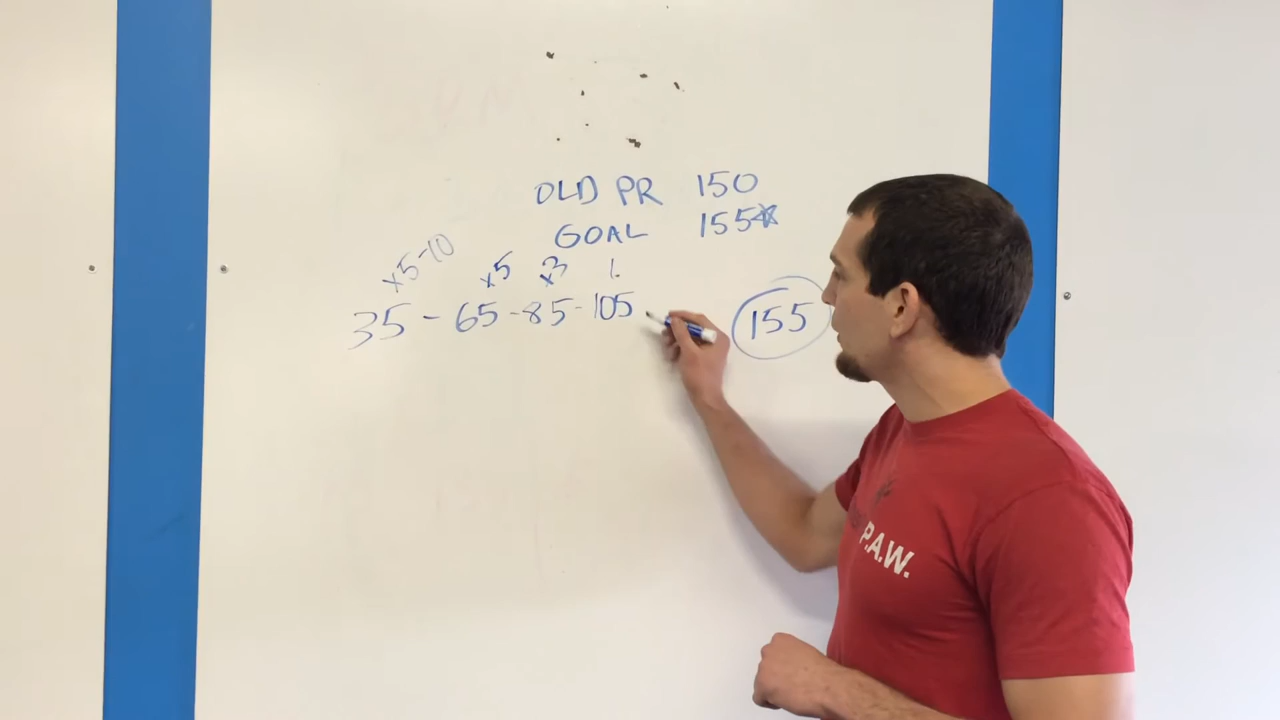 OLD PR 150
GOAL 155*
x5-10 x5 x3 1
35 - 65 - 85 - 105 155
P.A.W.